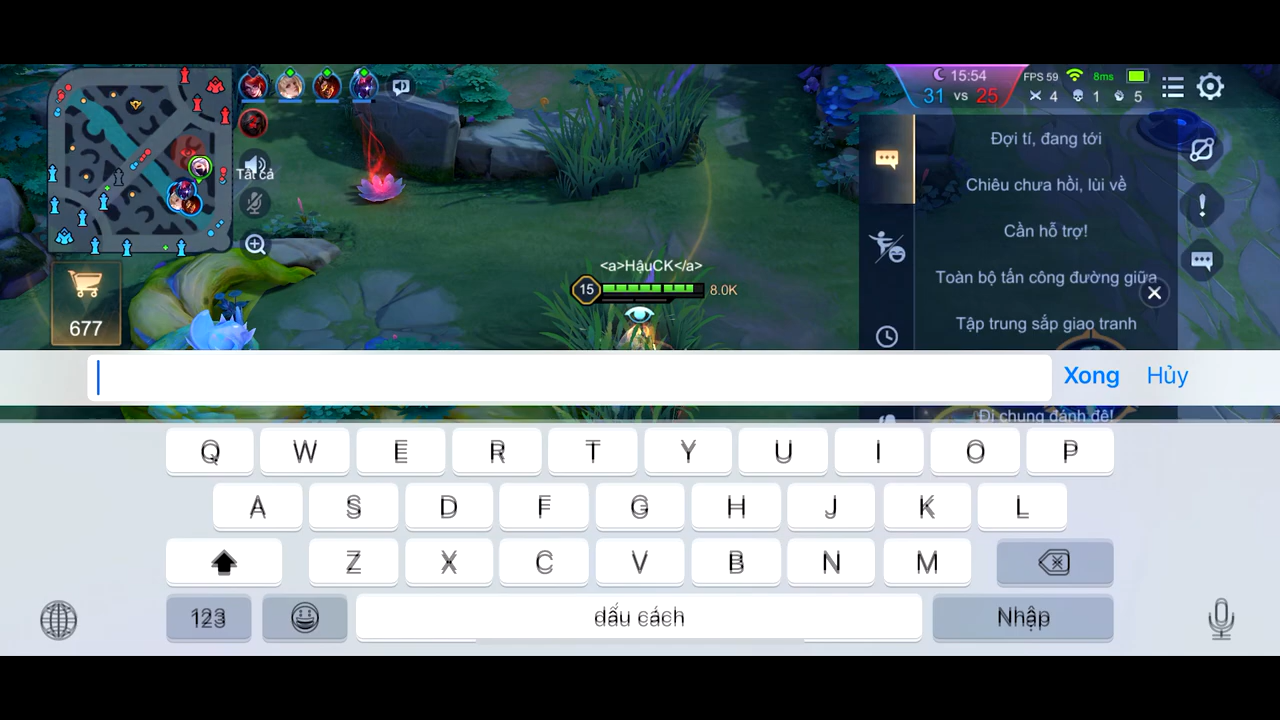 15:54
FPS 59
8ms
31 vs 25
4
1
5
Tất cả
677
<a>HậuCK</a>
15
8.0K
Đợi tí, đang tới
Chiêu chưa hồi, lùi về
Cần hỗ trợ!
Toàn bộ tấn công đường giữa
Tập trung sắp giao tranh
Đi chung đánh đê!
Xong
Hủy
Q W E R T Y U I O P
A S D F G H J K L
Z X C V B N M
123
dấu cách
Nhập